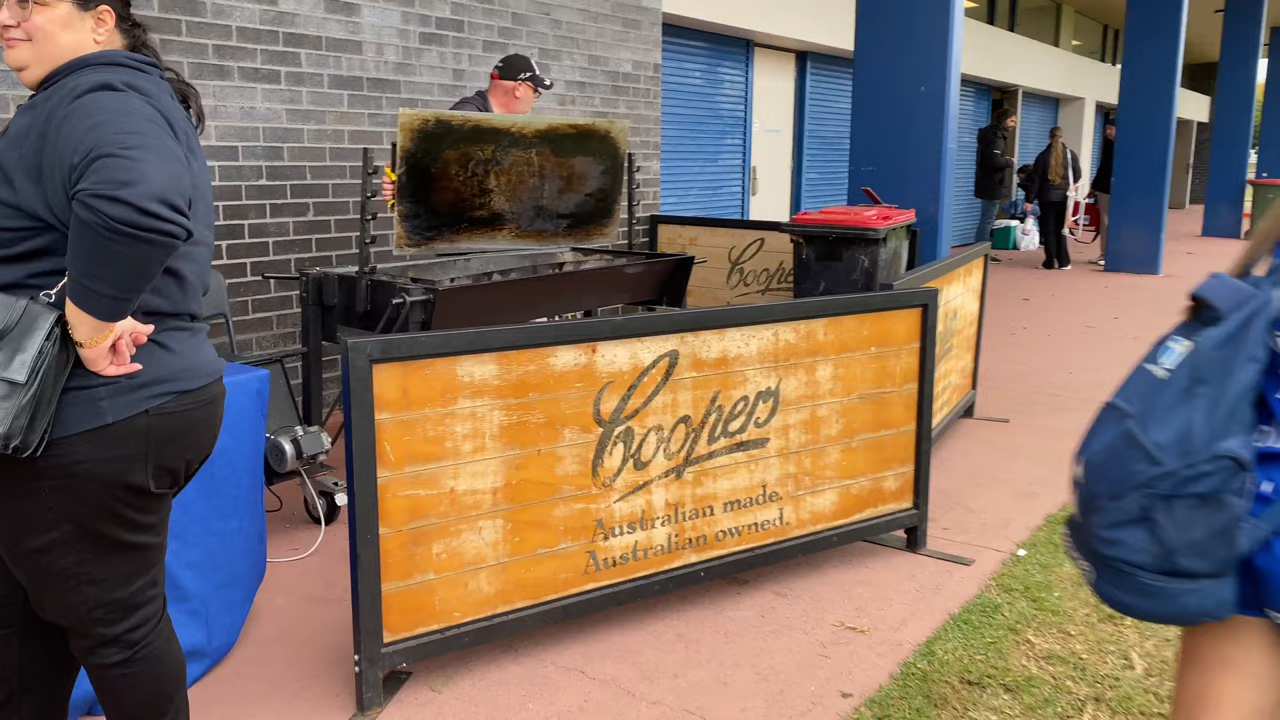 Coope
Coopers
Australian made.
Australian owned.